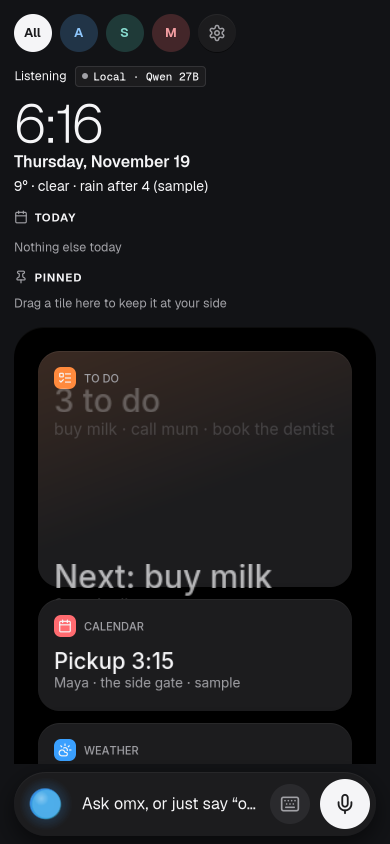 All A S M
Listening Local · Qwen 27B
6:16
Thursday, November 19
9° · clear · rain after 4 (sample)
TODAY
Nothing else today
PINNED
Drag a tile here to keep it at your side
TO DO
3 to do
buy milk · call mum · book the dentist
Next: buy milk
CALENDAR
Pickup 3:15
Maya · the side gate · sample
WEATHER
Ask omx, or just say “o…